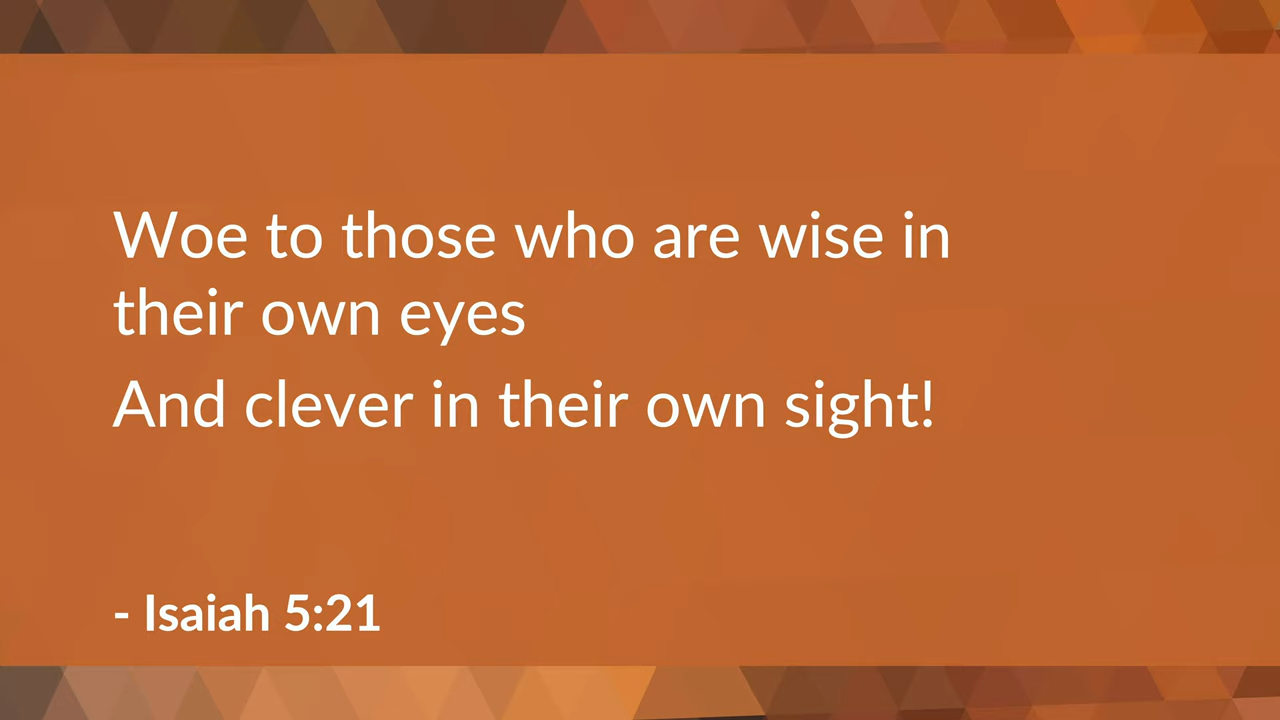 Woe to those who are wise in
their own eyes
And clever in their own sight!
- Isaiah 5:21